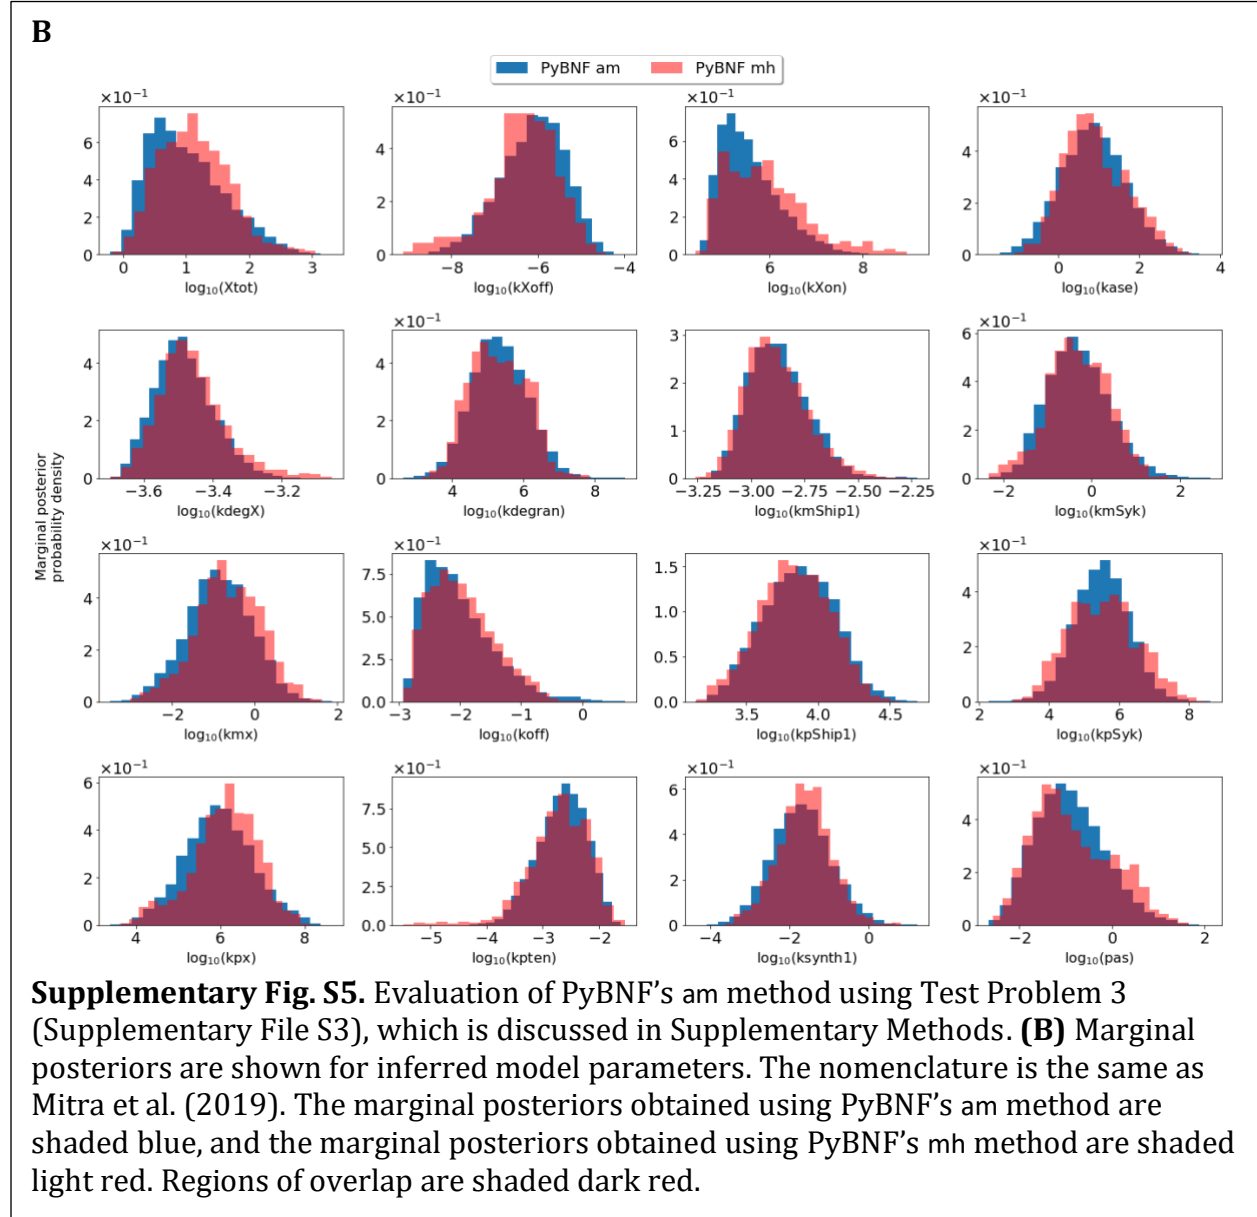 B
PyBNF am PyBNF mh
×10⁻¹ ×10⁻¹ ×10⁻¹ ×10⁻¹
6
4
2
0
0 1 2 3
log₁₀(Xtot)
4
2
0
−8 −6 −4
log₁₀(kXoff)
6
4
2
0
6 8
log₁₀(kXon)
4
2
0
0 2 4
log₁₀(kase)
Marginal posterior
probability density
4
2
0
−3.6 −3.4 −3.2
log₁₀(kdegX)
×10⁻¹
4
2
0
4 6 8
log₁₀(kdegran)
3
2
1
0
−3.25 −3.00 −2.75 −2.50 −2.25
log₁₀(kmShip1)
×10⁻¹
6
4
2
0
−2 0 2
log₁₀(kmSyk)
×10⁻¹
4
2
0
−2 0 2
log₁₀(kmx)
×10⁻¹
7.5
5.0
2.5
0.0
−3 −2 −1 0
log₁₀(koff)
1.5
1.0
0.5
0.0
3.5 4.0 4.5
log₁₀(kpShip1)
×10⁻¹
4
2
0
2 4 6 8
log₁₀(kpSyk)
×10⁻¹
6
4
2
0
4 6 8
log₁₀(kpx)
×10⁻¹
7.5
5.0
2.5
0.0
−5 −4 −3 −2
log₁₀(kpten)
×10⁻¹
6
4
2
0
−4 −2 0
log₁₀(ksynth1)
×10⁻¹
4
2
0
−2 0 2
log₁₀(pas)
Supplementary Fig. S5. Evaluation of PyBNF’s am method using Test Problem 3
(Supplementary File S3), which is discussed in Supplementary Methods. (B) Marginal
posteriors are shown for inferred model parameters. The nomenclature is the same as
Mitra et al. (2019). The marginal posteriors obtained using PyBNF’s am method are
shaded blue, and the marginal posteriors obtained using PyBNF’s mh method are shaded
light red. Regions of overlap are shaded dark red.